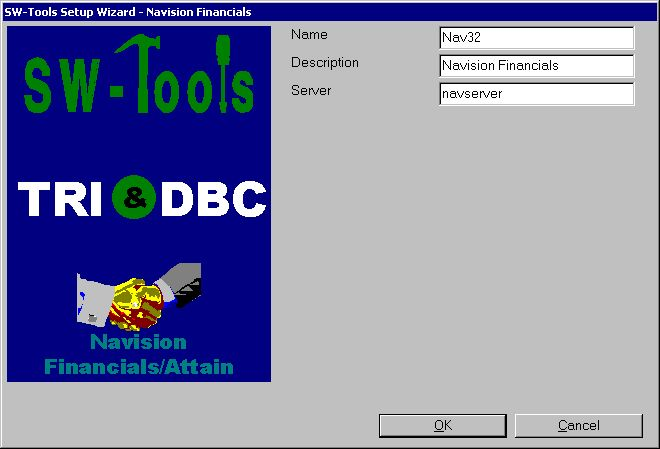 SW-Tools Setup Wizard - Navision Financials
SW-Tools
TRI & DBC
Navision
Financials/Attain
Name Nav32
Description Navision Financials
Server navserver
OK Cancel